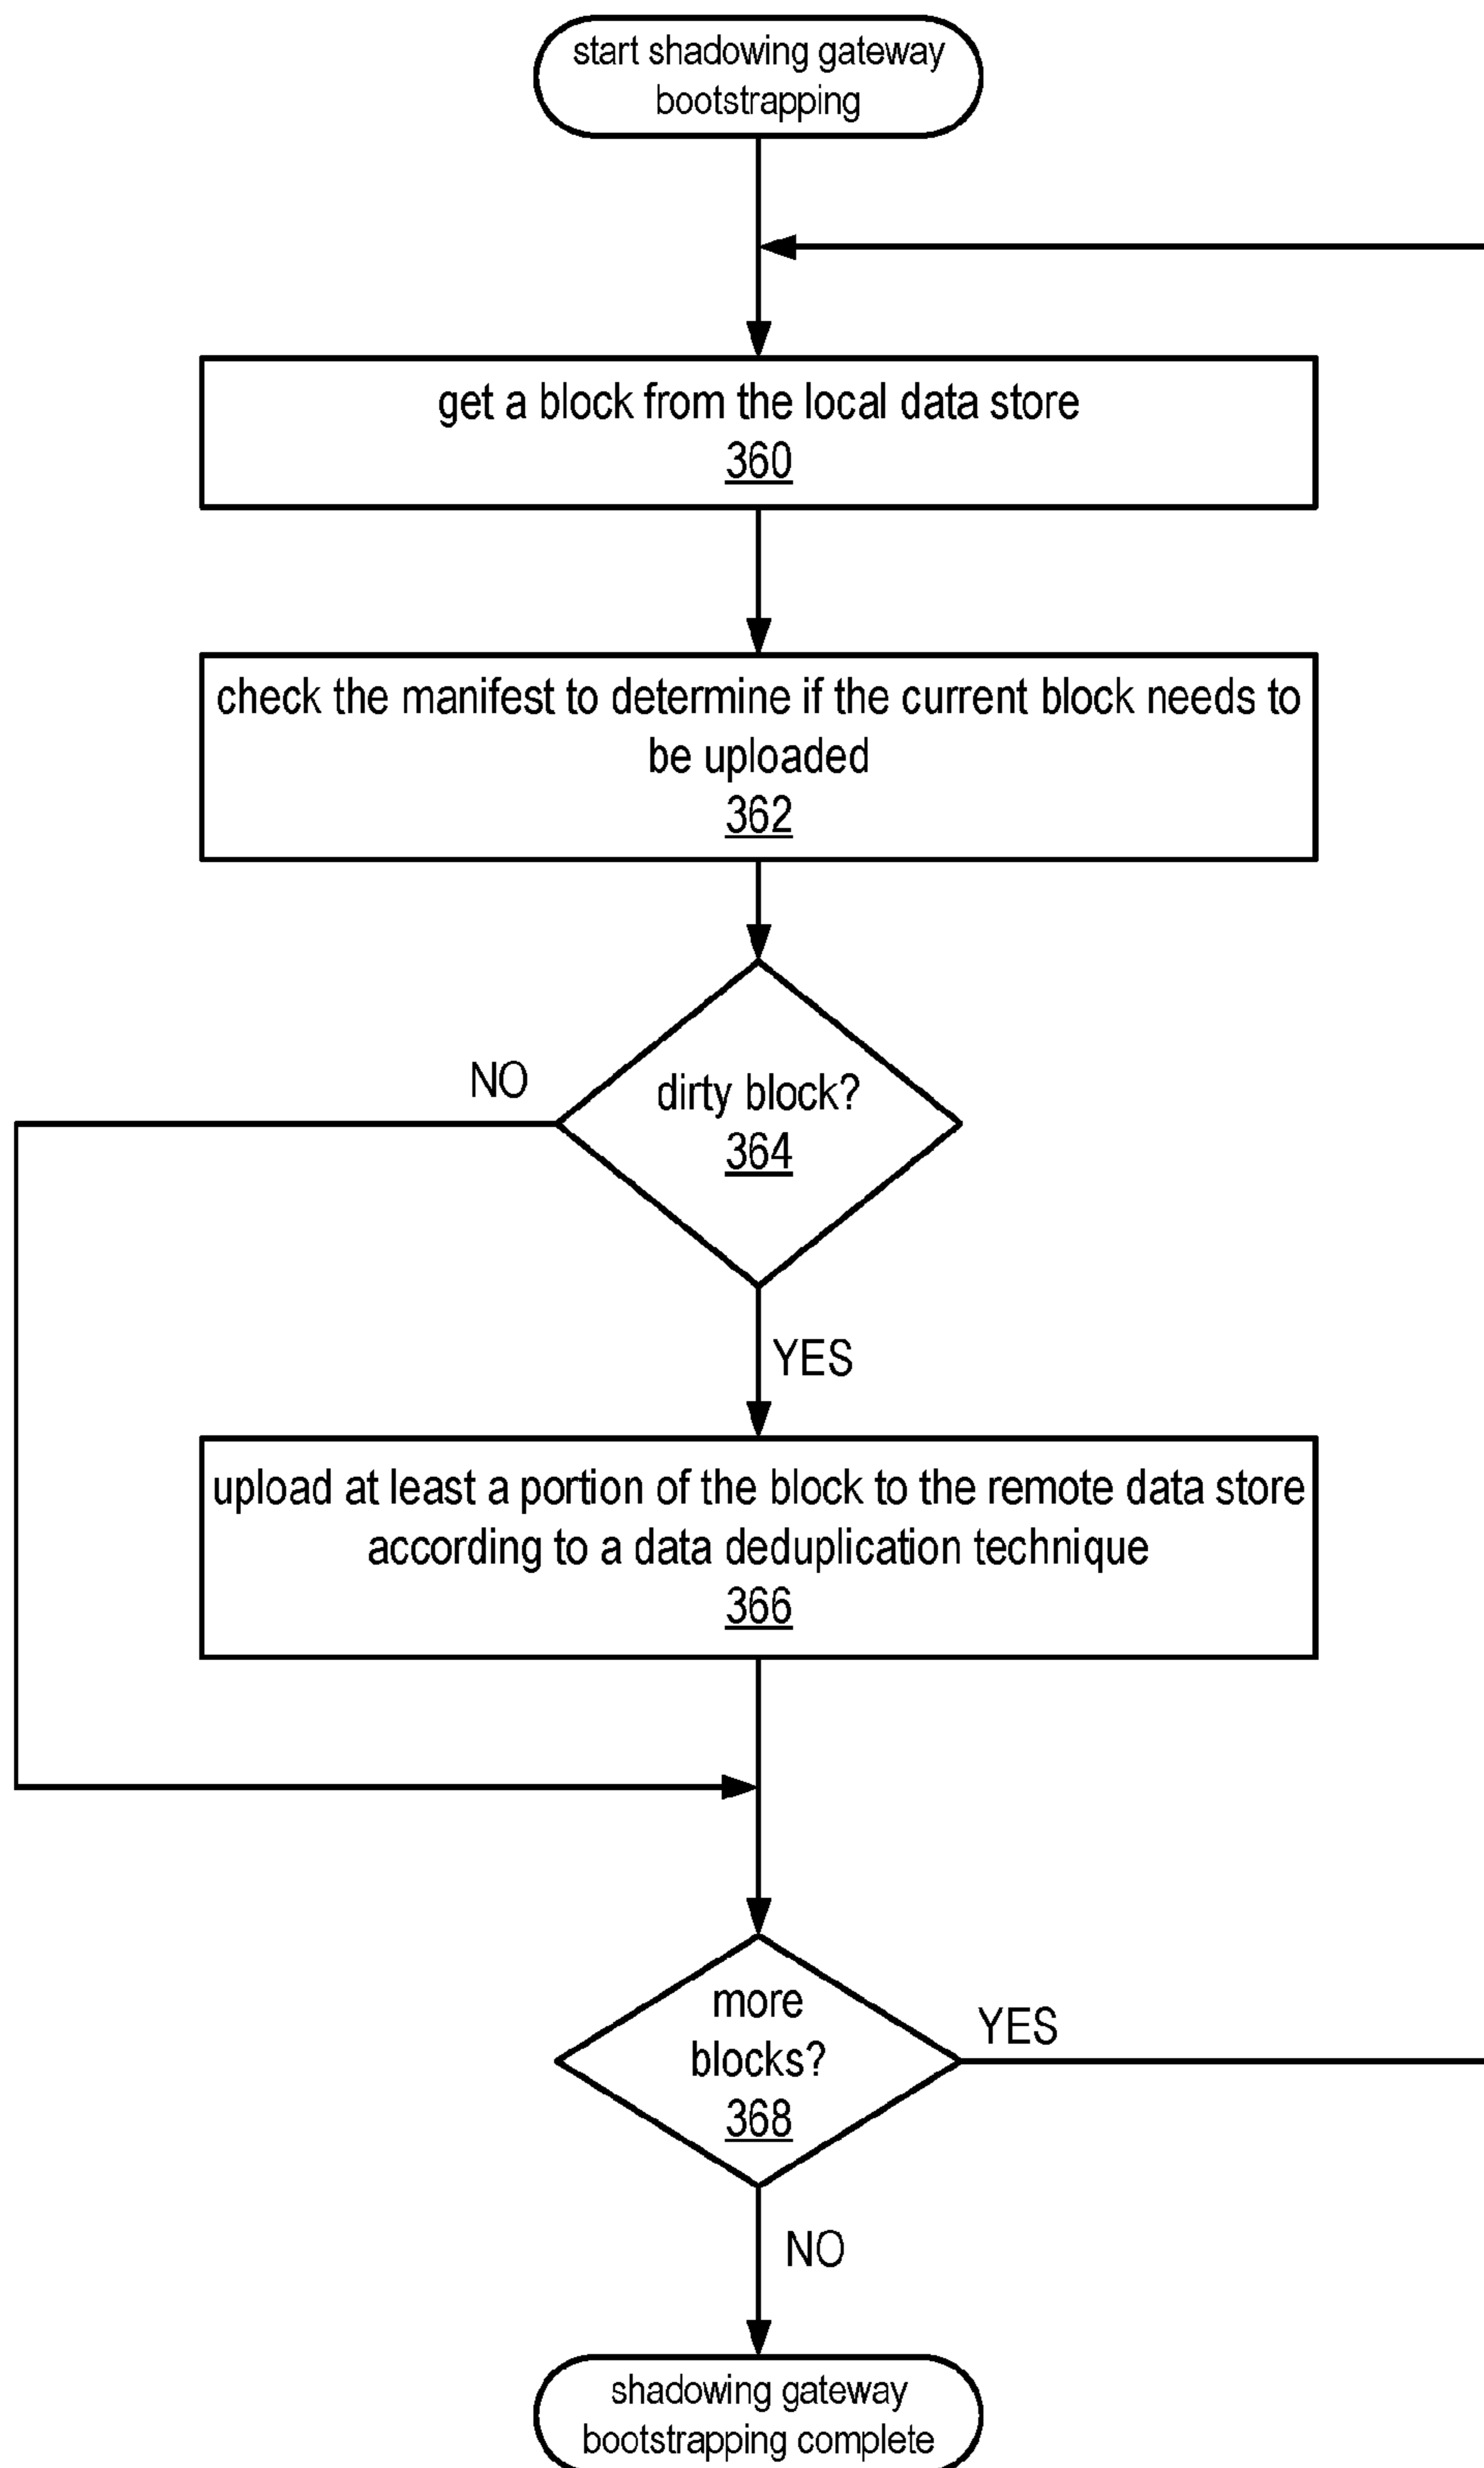 start shadowing gateway
bootstrapping
get a block from the local data store
360
check the manifest to determine if the current block needs to
be uploaded
362
NO
dirty block?
364
YES
upload at least a portion of the block to the remote data store
according to a data deduplication technique
366
more
blocks?
368
YES
NO
shadowing gateway
bootstrapping complete